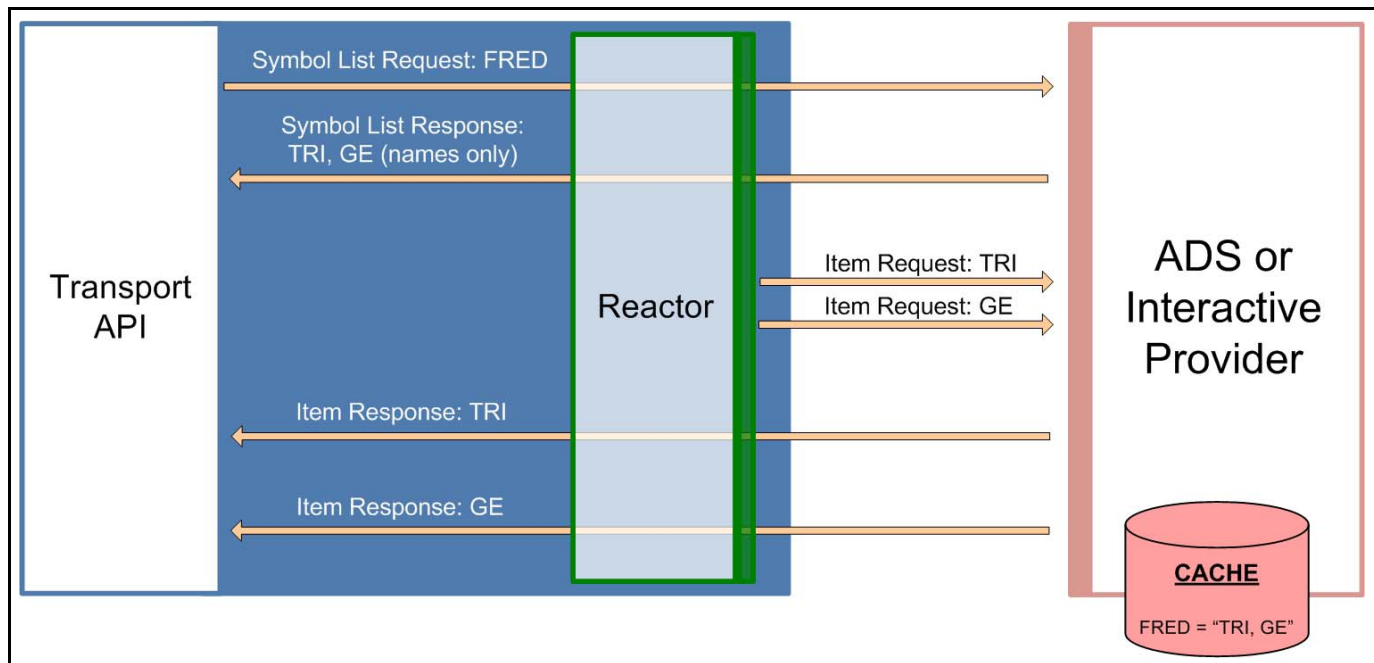 Symbol List Request: FRED
Symbol List Response:
TRI, GE (names only)
Transport
API
Reactor
Item Request: TRI
Item Request: GE
ADS or
Interactive
Provider
Item Response: TRI
Item Response: GE
CACHE
FRED = “TRI, GE”